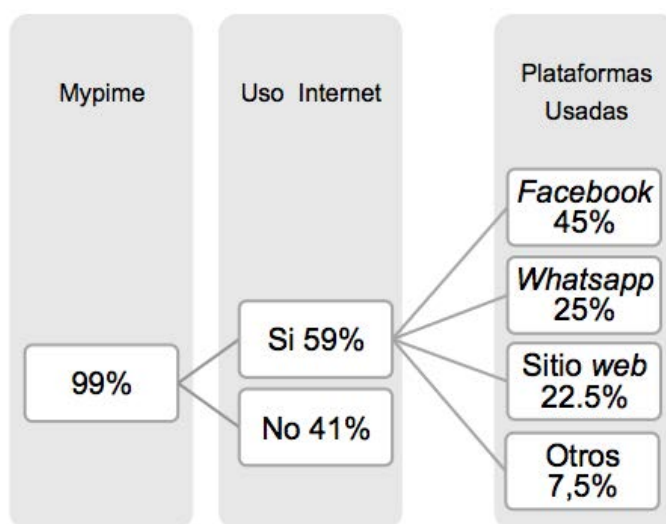 Mypime
Uso Internet
Plataformas
Usadas
99%
Si 59%
No 41%
Facebook
45%
Whatsapp
25%
Sitio web
22.5%
Otros
7,5%